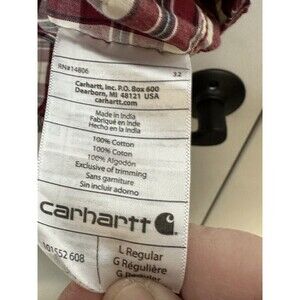 RN#14806 32
Carhartt, Inc. P.O. Box 600
Dearborn, MI 48121 USA
carhartt.com
Made in India
Fabriqué en Inde
Hecho en la India
100% Cotton
100% Coton
100% Algodón
Exclusive of trimming
Sans garniture
Sin incluir adorno
carhartt
101552 608
L Regular
G Régulière
G Regular